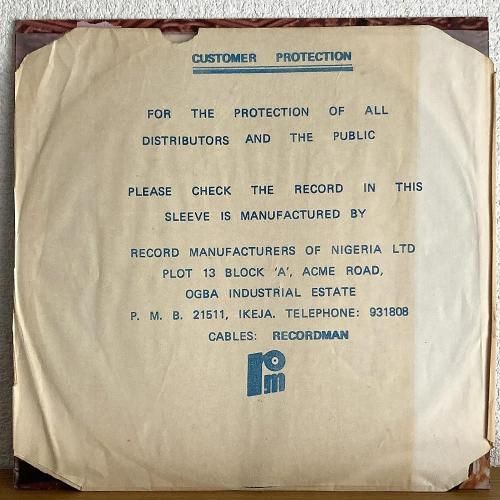 CUSTOMER PROTECTION
FOR THE PROTECTION OF ALL
DISTRIBUTORS AND THE PUBLIC
PLEASE CHECK THE RECORD IN THIS
SLEEVE IS MANUFACTURED BY
RECORD MANUFACTURERS OF NIGERIA LTD
PLOT 13 BLOCK 'A', ACME ROAD,
OGBA INDUSTRIAL ESTATE
P. M. B. 21511, IKEJA. TELEPHONE: 931808
CABLES: RECORDMAN
rom